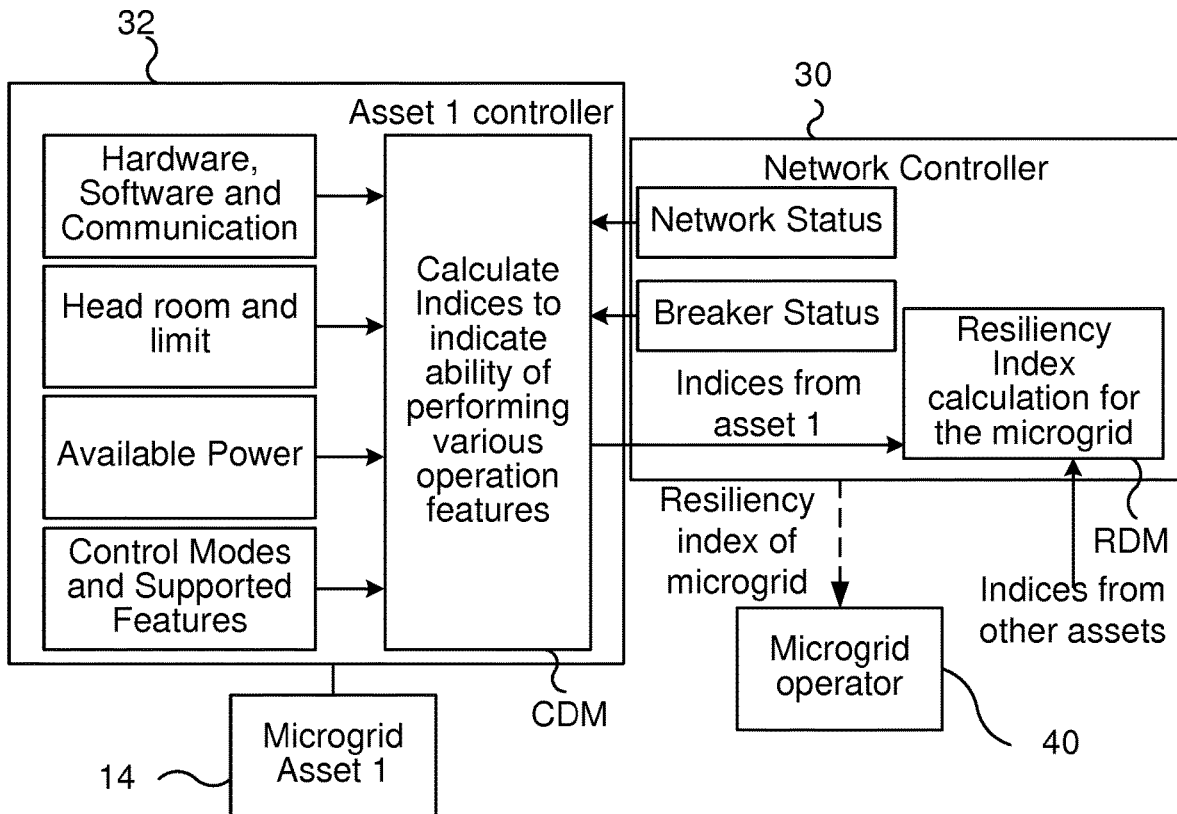 32
30
Asset 1 controller
Hardware,
Software and
Communication
Head room and
limit
Available Power
Control Modes
and Supported
Features
Calculate
Indices to
indicate
ability of
performing
various
operation
features
CDM
Microgrid
Asset 1
14
Network Controller
Network Status
Breaker Status
Indices from
asset 1
Resiliency
Index
calculation for
the microgrid
RDM
Resiliency
index of
microgrid
Indices from
other assets
Microgrid
operator
40